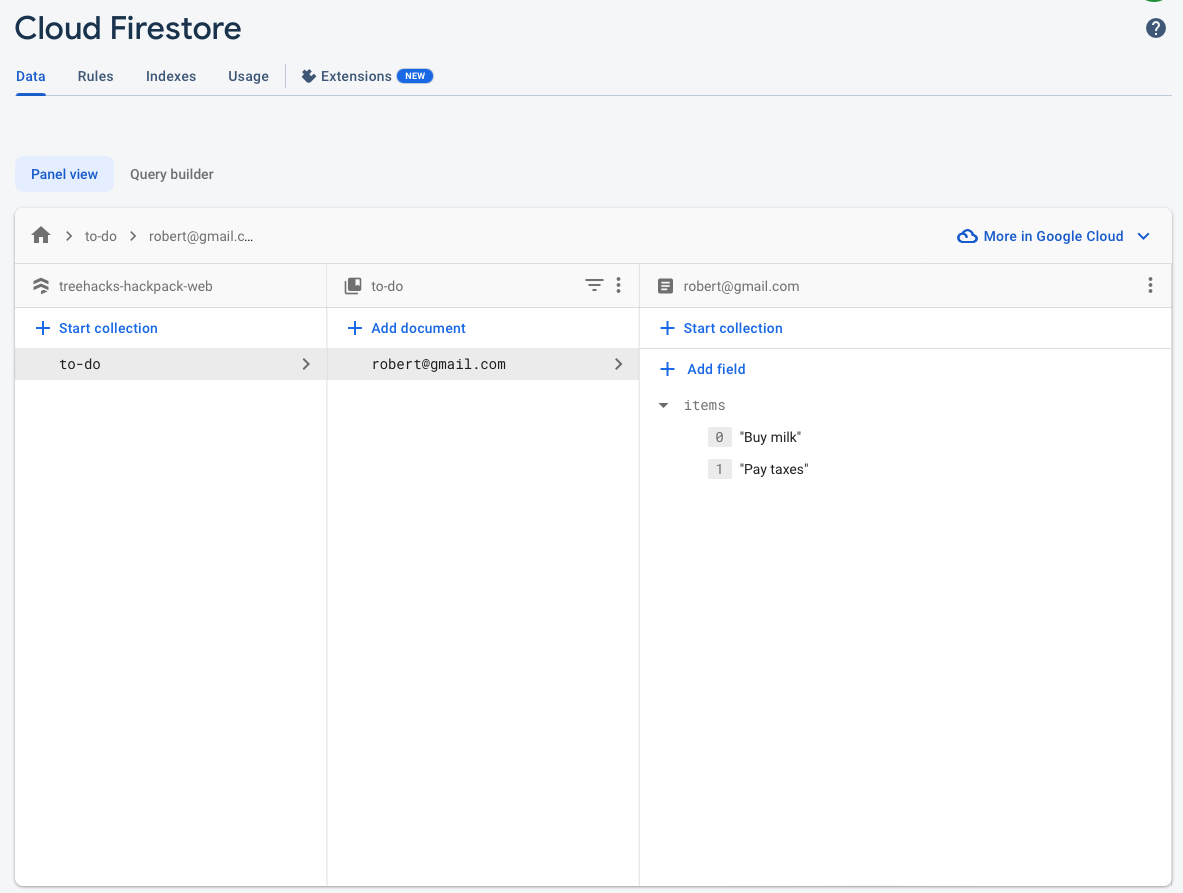 Cloud Firestore
Data Rules Indexes Usage Extensions NEW
Panel view Query builder
to-do robert@gmail.c... More in Google Cloud
treehacks-hackpack-web to-do robert@gmail.com
Start collection Add document Start collection
to-do robert@gmail.com Add field
items
0 "Buy milk"
1 "Pay taxes"